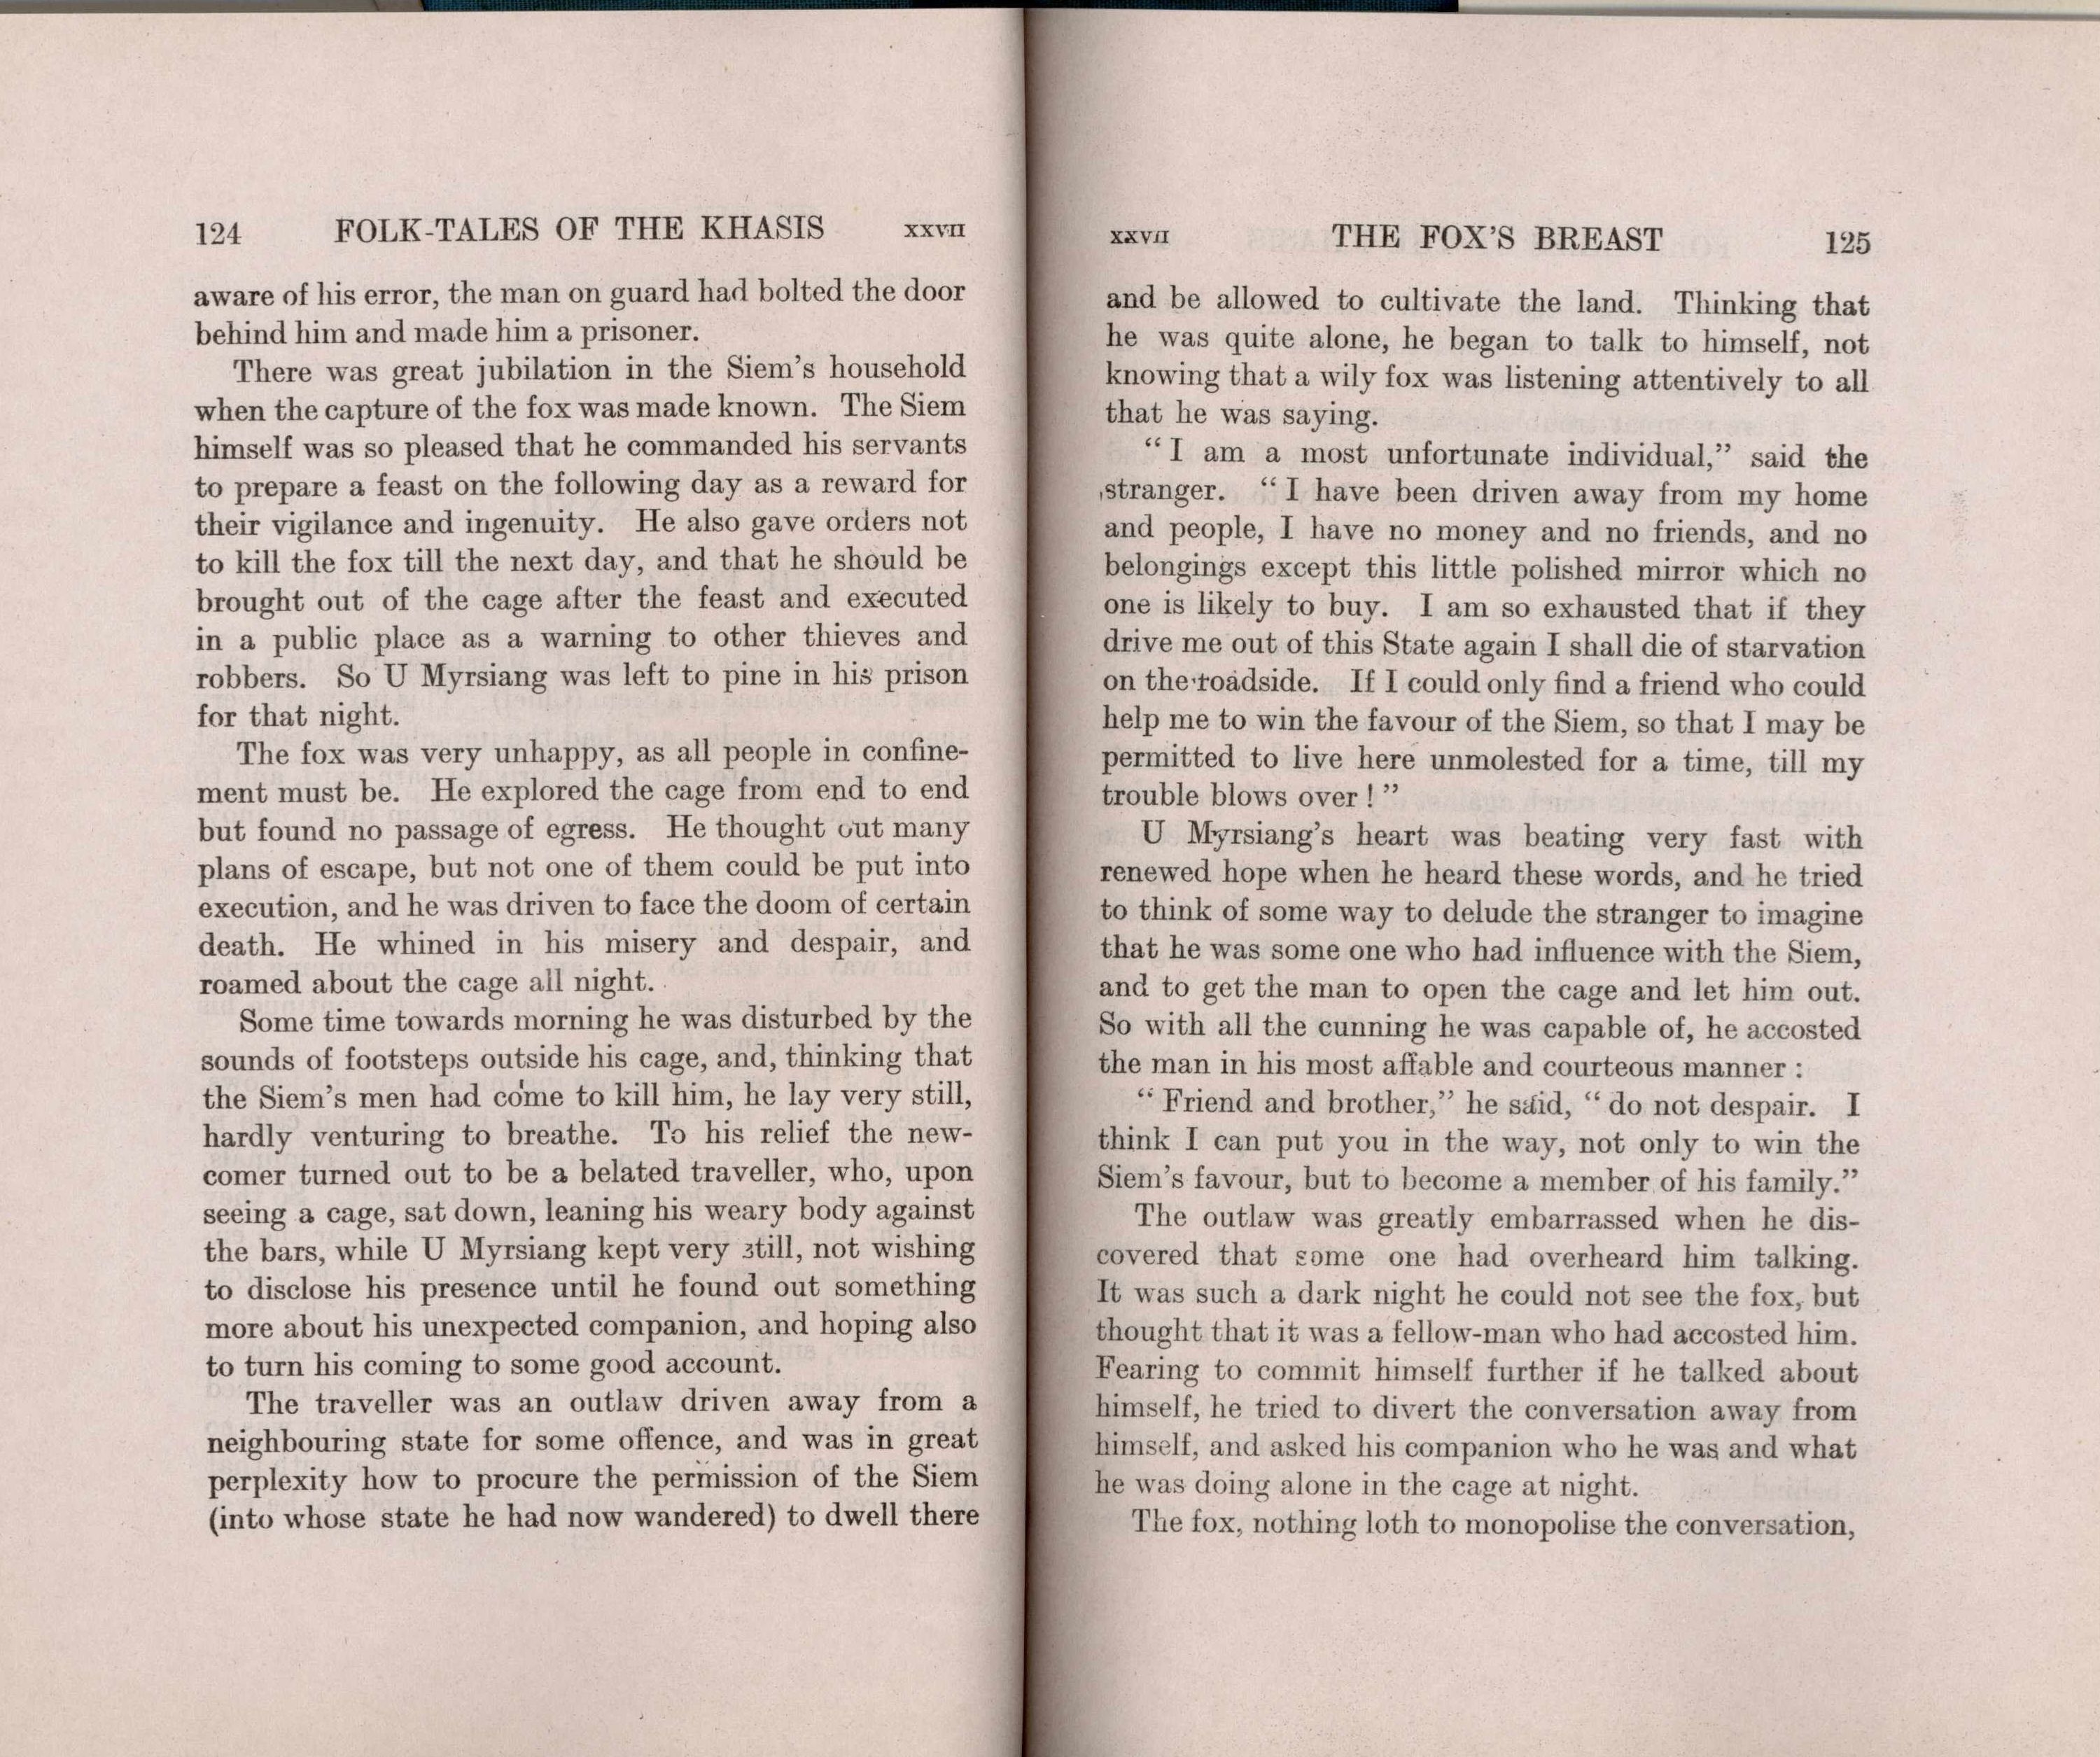 124 FOLK-TALES OF THE KHASIS XXVII
aware of his error, the man on guard had bolted the door
behind him and made him a prisoner.
There was great jubilation in the Siem's household
when the capture of the fox was made known. The Siem
himself was so pleased that he commanded his servants
to prepare a feast on the following day as a reward for
their vigilance and ingenuity. He also gave orders not
to kill the fox till the next day, and that he should be
brought out of the cage after the feast and executed
in a public place as a warning to other thieves and
robbers. So U Myrsiang was left to pine in his prison
for that night.
The fox was very unhappy, as all people in confine-
ment must be. He explored the cage from end to end
but found no passage of egress. He thought out many
plans of escape, but not one of them could be put into
execution, and he was driven to face the doom of certain
death. He whined in his misery and despair, and
roamed about the cage all night.
Some time towards morning he was disturbed by the
sounds of footsteps outside his cage, and, thinking that
the Siem's men had come to kill him, he lay very still,
hardly venturing to breathe. To his relief the new-
comer turned out to be a belated traveller, who, upon
seeing a cage, sat down, leaning his weary body against
the bars, while U Myrsiang kept very still, not wishing
to disclose his presence until he found out something
more about his unexpected companion, and hoping also
to turn his coming to some good account.
The traveller was an outlaw driven away from a
neighbouring state for some offence, and was in great
perplexity how to procure the permission of the Siem
(into whose state he had now wandered) to dwell there
XXVII THE FOX'S BREAST 125
and be allowed to cultivate the land. Thinking that
he was quite alone, he began to talk to himself, not
knowing that a wily fox was listening attentively to all
that he was saying.
"I am a most unfortunate individual," said the
stranger. "I have been driven away from my home
and people, I have no money and no friends, and no
belongings except this little polished mirror which no
one is likely to buy. I am so exhausted that if they
drive me out of this State again I shall die of starvation
on the roadside. If I could only find a friend who could
help me to win the favour of the Siem, so that I may be
permitted to live here unmolested for a time, till my
trouble blows over!"
U Myrsiang's heart was beating very fast with
renewed hope when he heard these words, and he tried
to think of some way to delude the stranger to imagine
that he was some one who had influence with the Siem,
and to get the man to open the cage and let him out.
So with all the cunning he was capable of, he accosted
the man in his most affable and courteous manner :
"Friend and brother," he said, "do not despair. I
think I can put you in the way, not only to win the
Siem's favour, but to become a member of his family."
The outlaw was greatly embarrassed when he dis-
covered that some one had overheard him talking.
It was such a dark night he could not see the fox, but
thought that it was a fellow-man who had accosted him.
Fearing to commit himself further if he talked about
himself, he tried to divert the conversation away from
himself, and asked his companion who he was and what
he was doing alone in the cage at night.
The fox, nothing loth to monopolise the conversation,